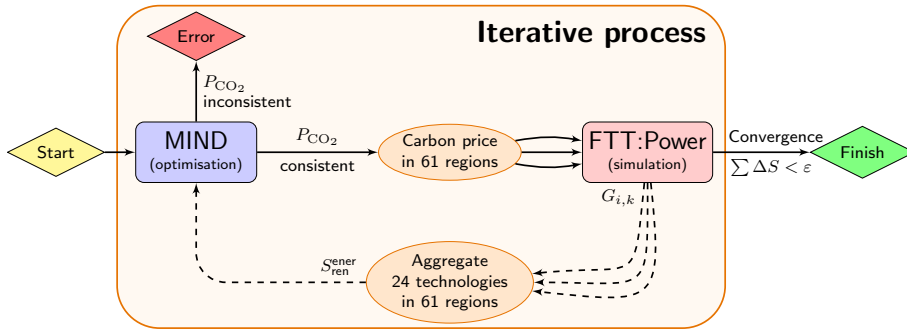 Iterative process
Error
P_CO2
inconsistent
Start
MIND
(optimisation)
P_CO2
consistent
Carbon price
in 61 regions
FTT:Power
(simulation)
Convergence
∑ ΔS < ε
Finish
G_i,k
S_ren^ener
Aggregate
24 technologies
in 61 regions